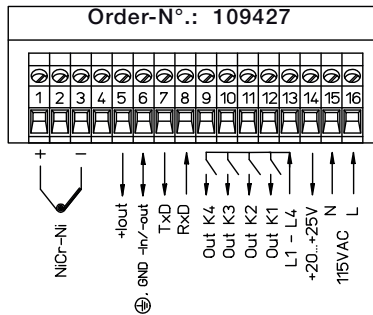 Order-N°.: 109427
1 2 3 4 5 6 7 8 9 10 11 12 13 14 15 16
+ −
NiCr-Ni
+Iout
⏚, GND -In/-out
TxD
RxD
Out K4
Out K3
Out K2
Out K1
L1 - L4
+20...+25V
N
115VAC
L